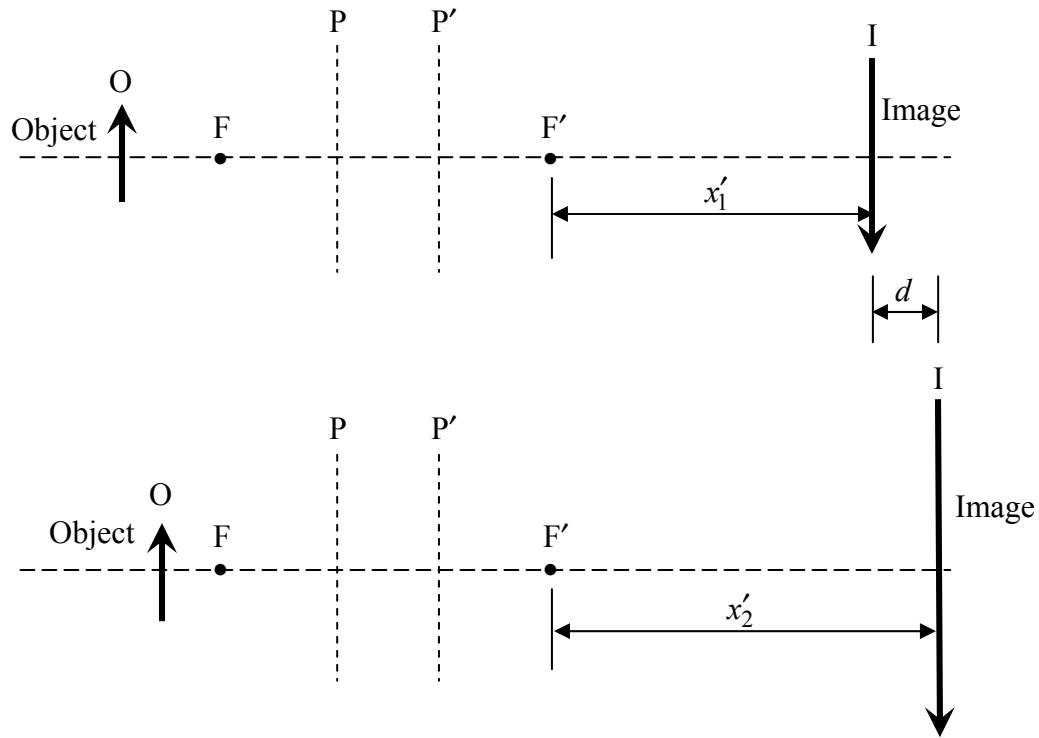 P P′ I
O
Object F F′ Image
x′₁
d
I
P P′
O
Object F F′ Image
x′₂